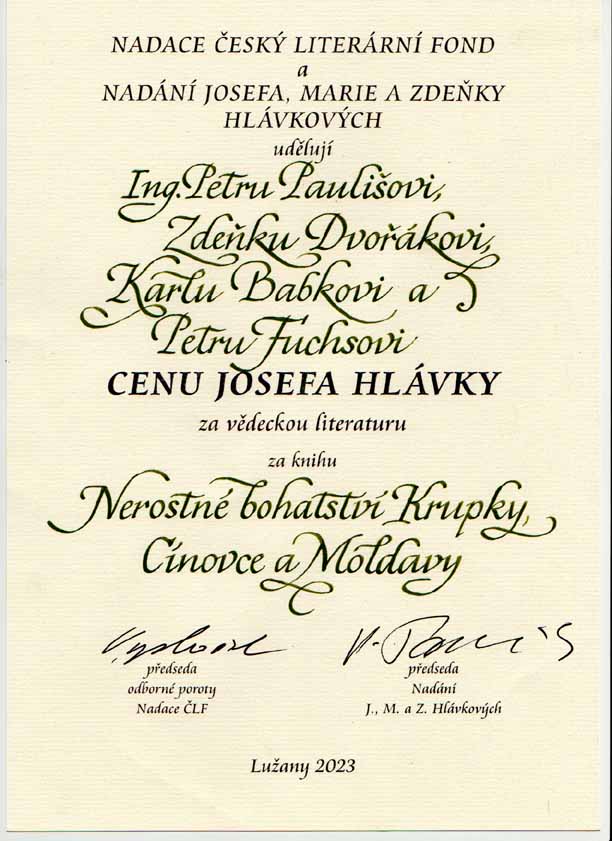 NADACE ČESKÝ LITERÁRNÍ FOND
a
NADÁNÍ JOSEFA, MARIE A ZDEŇKY
HLÁVKOVÝCH
udělují
Ing. Petru Paulišovi,
Zdeňku Dvořákovi,
Karlu Babkovi a
Petru Fuchsovi
CENU JOSEFA HLÁVKY
za vědeckou literaturu
za knihu
Nerostné bohatství Krupky,
Cínovce a Moldavy
předseda předseda
odborné poroty Nadání
Nadace ČLF J., M. a Z. Hlávkových
Lužany 2023